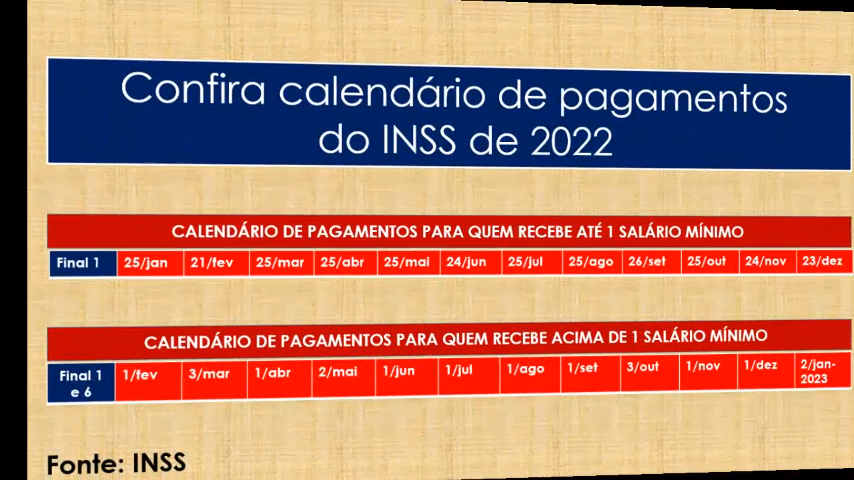 Confira calendário de pagamentos
do INSS de 2022
CALENDÁRIO DE PAGAMENTOS PARA QUEM RECEBE ATÉ 1 SALÁRIO MÍNIMO
Final 1 25/jan 21/fev 25/mar 25/abr 25/mai 24/jun 25/jul 25/ago 26/set 25/out 24/nov 23/dez
CALENDÁRIO DE PAGAMENTOS PARA QUEM RECEBE ACIMA DE 1 SALÁRIO MÍNIMO
Final 1 e 6 1/fev 3/mar 1/abr 2/mai 1/jun 1/jul 1/ago 1/set 3/out 1/nov 1/dez 2/jan-2023
Fonte: INSS